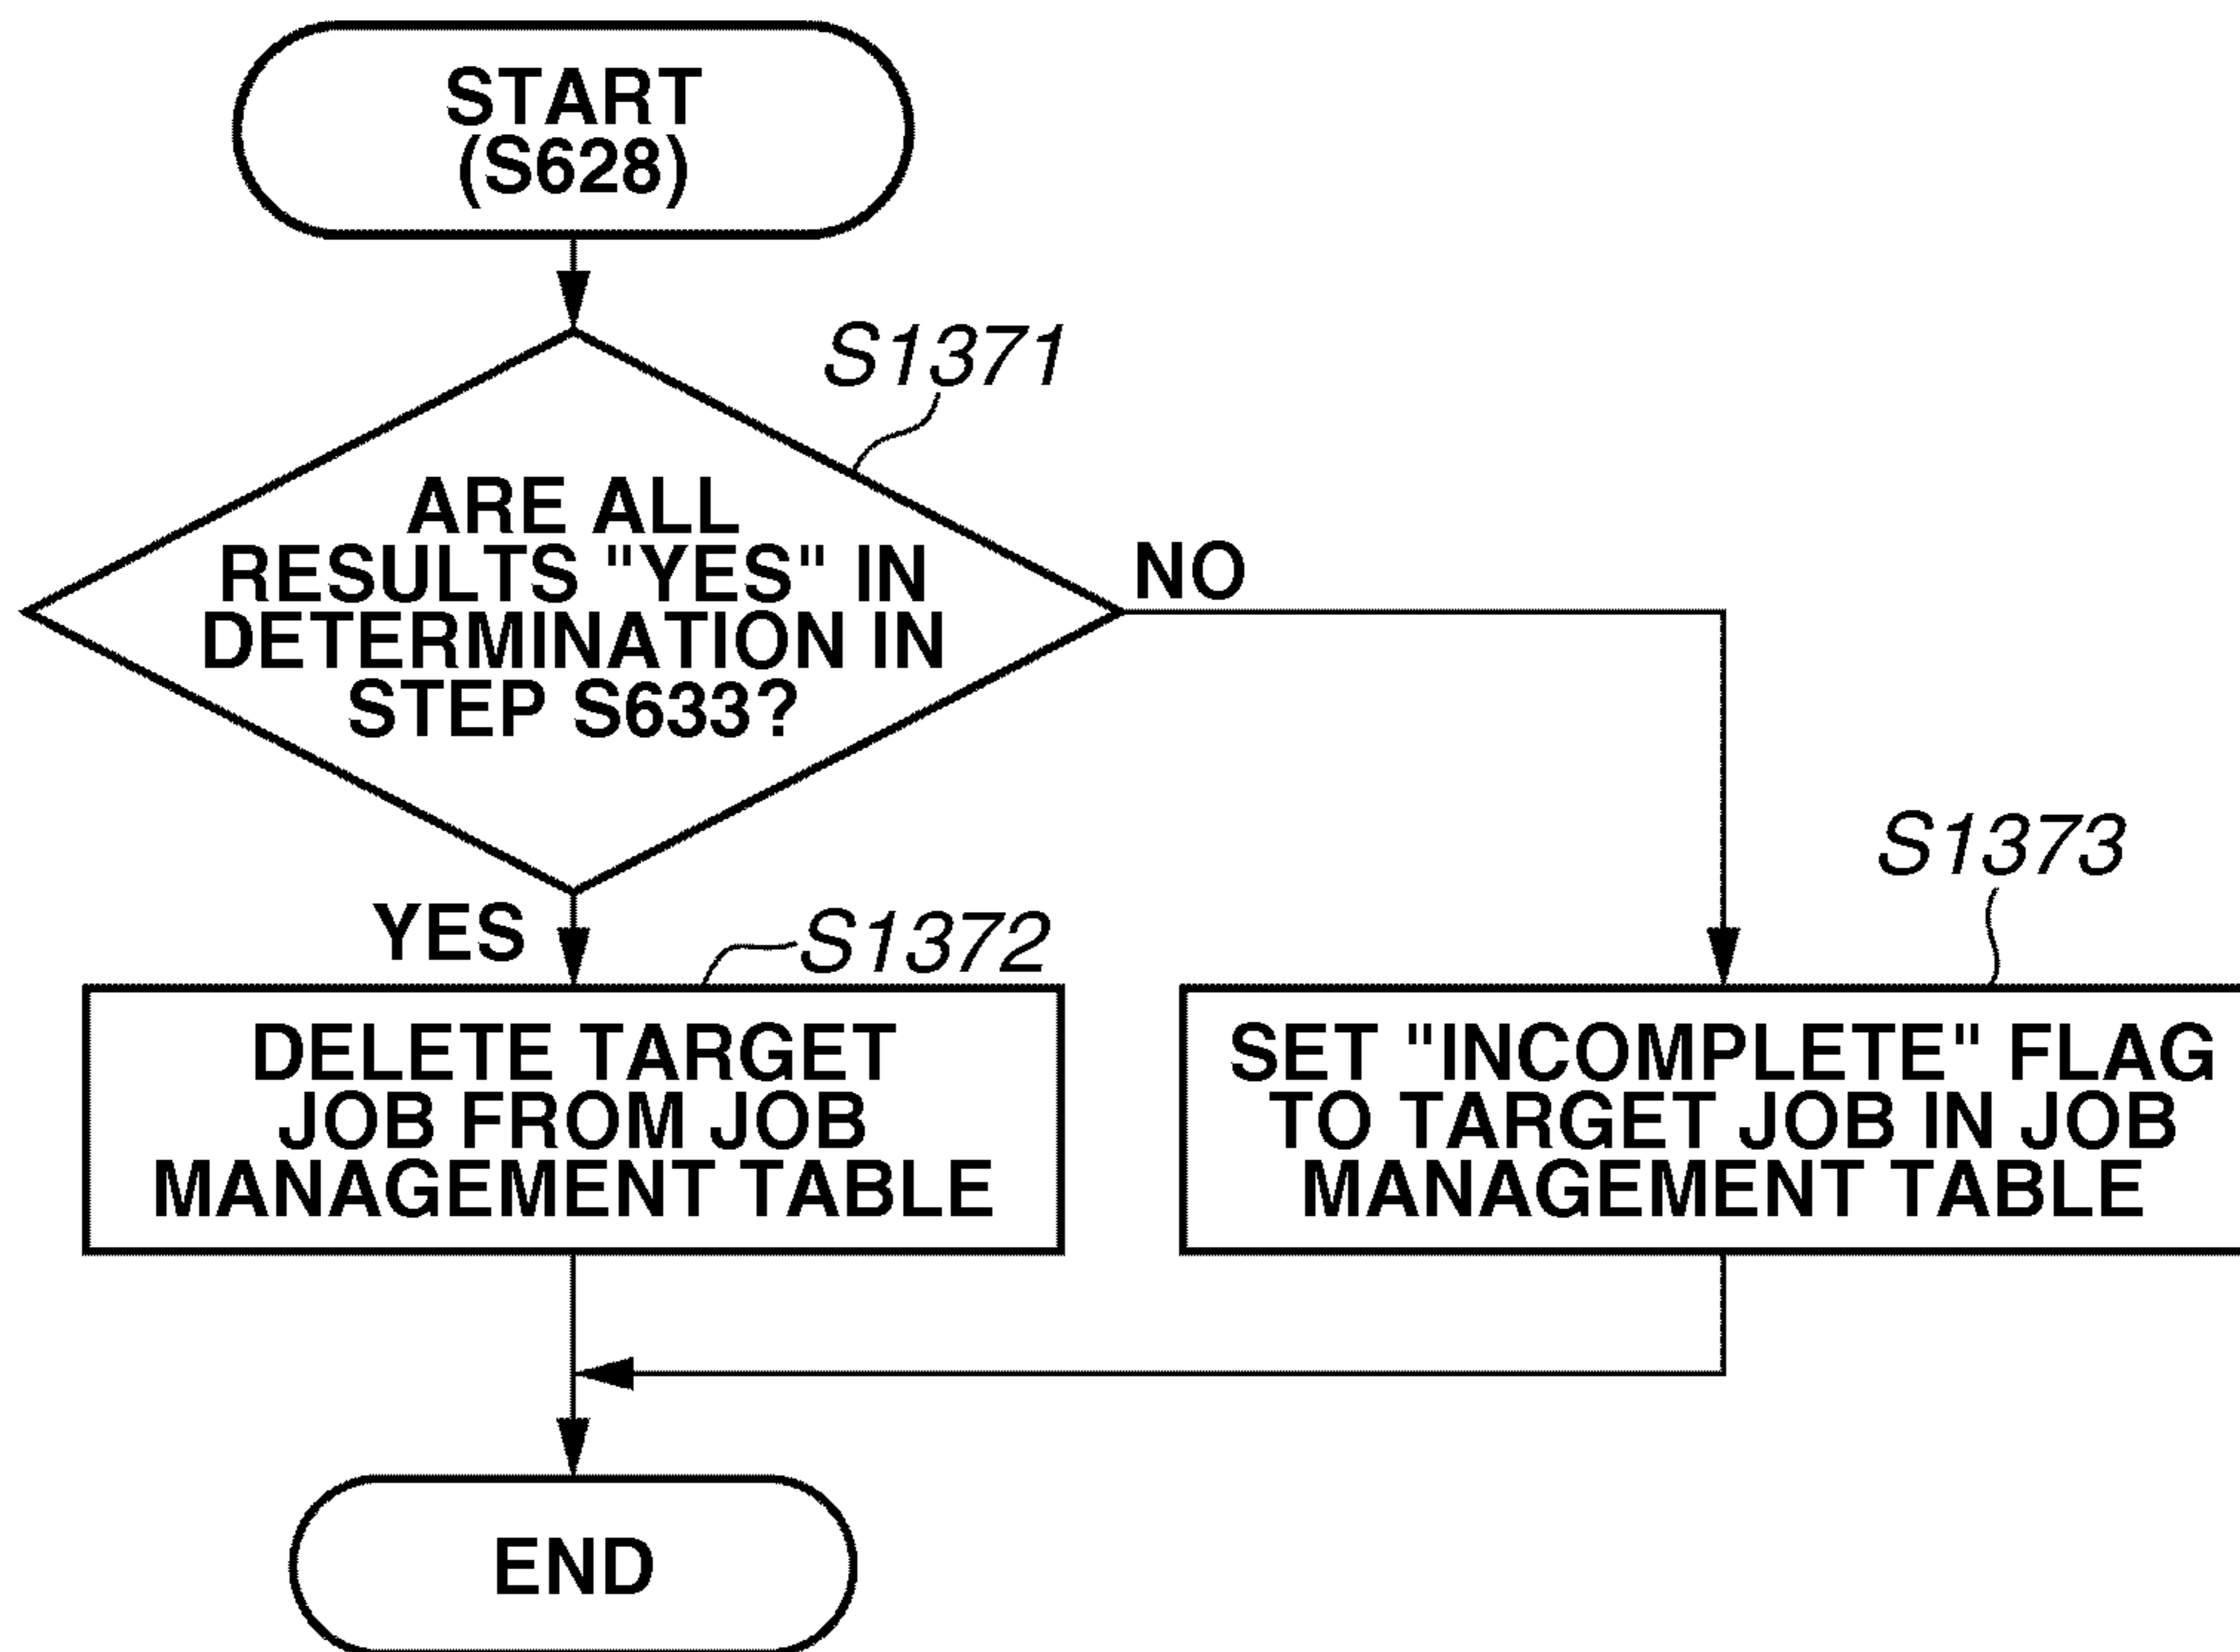 START
(S628)
S1371
ARE ALL
RESULTS "YES" IN
DETERMINATION IN
STEP S633?
NO
YES
S1372
S1373
DELETE TARGET
JOB FROM JOB
MANAGEMENT TABLE
SET "INCOMPLETE" FLAG
TO TARGET JOB IN JOB
MANAGEMENT TABLE
END